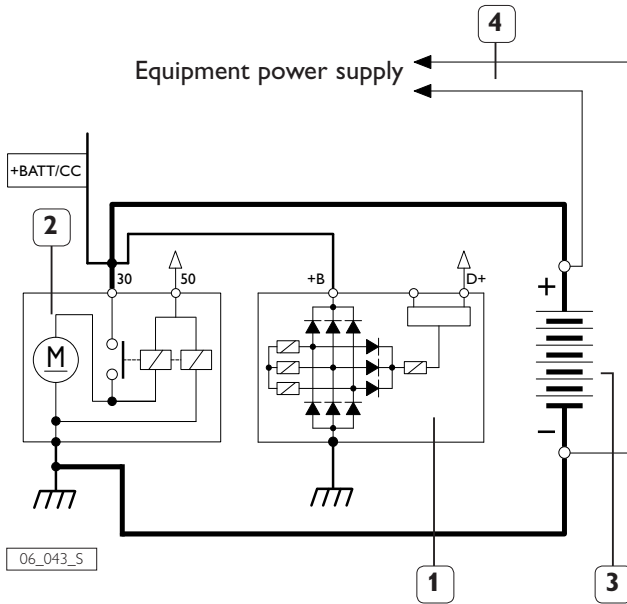 4
Equipment power supply
+BATT/CC
2
30
50
+B
D+
+
M
3
–
06_043_S
1